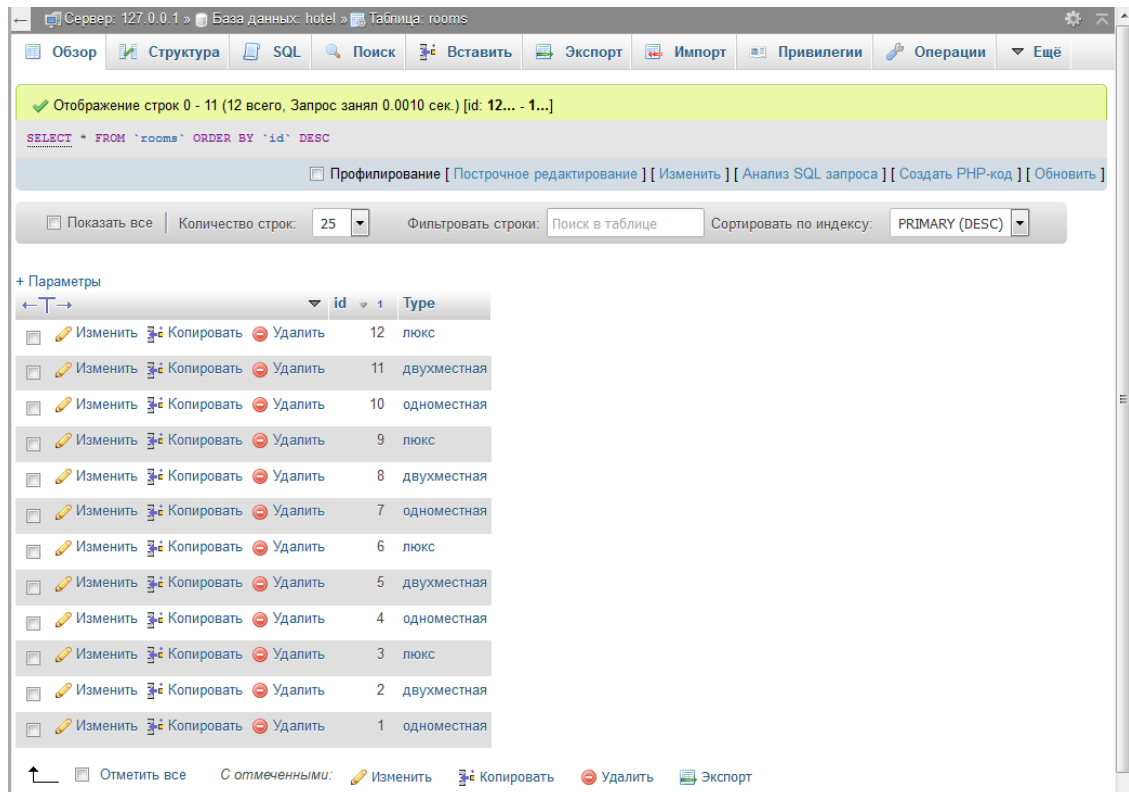 Сервер: 127.0.0.1 » База данных: hotel » Таблица: rooms
Обзор Структура SQL Поиск Вставить Экспорт Импорт Привилегии Операции Ещё
Отображение строк 0 - 11 (12 всего, Запрос занял 0.0010 сек.) [id: 12... - 1...]
SELECT * FROM `rooms` ORDER BY `id` DESC
Профилирование [ Построчное редактирование ] [ Изменить ] [ Анализ SQL запроса ] [ Создать PHP-код ] [ Обновить ]
Показать все Количество строк: 25 Фильтровать строки: Поиск в таблице Сортировать по индексу: PRIMARY (DESC)
+ Параметры
←T→ id 1 Type
Изменить Копировать Удалить 12 люкс
Изменить Копировать Удалить 11 двухместная
Изменить Копировать Удалить 10 одноместная
Изменить Копировать Удалить 9 люкс
Изменить Копировать Удалить 8 двухместная
Изменить Копировать Удалить 7 одноместная
Изменить Копировать Удалить 6 люкс
Изменить Копировать Удалить 5 двухместная
Изменить Копировать Удалить 4 одноместная
Изменить Копировать Удалить 3 люкс
Изменить Копировать Удалить 2 двухместная
Изменить Копировать Удалить 1 одноместная
Отметить все С отмеченными: Изменить Копировать Удалить Экспорт